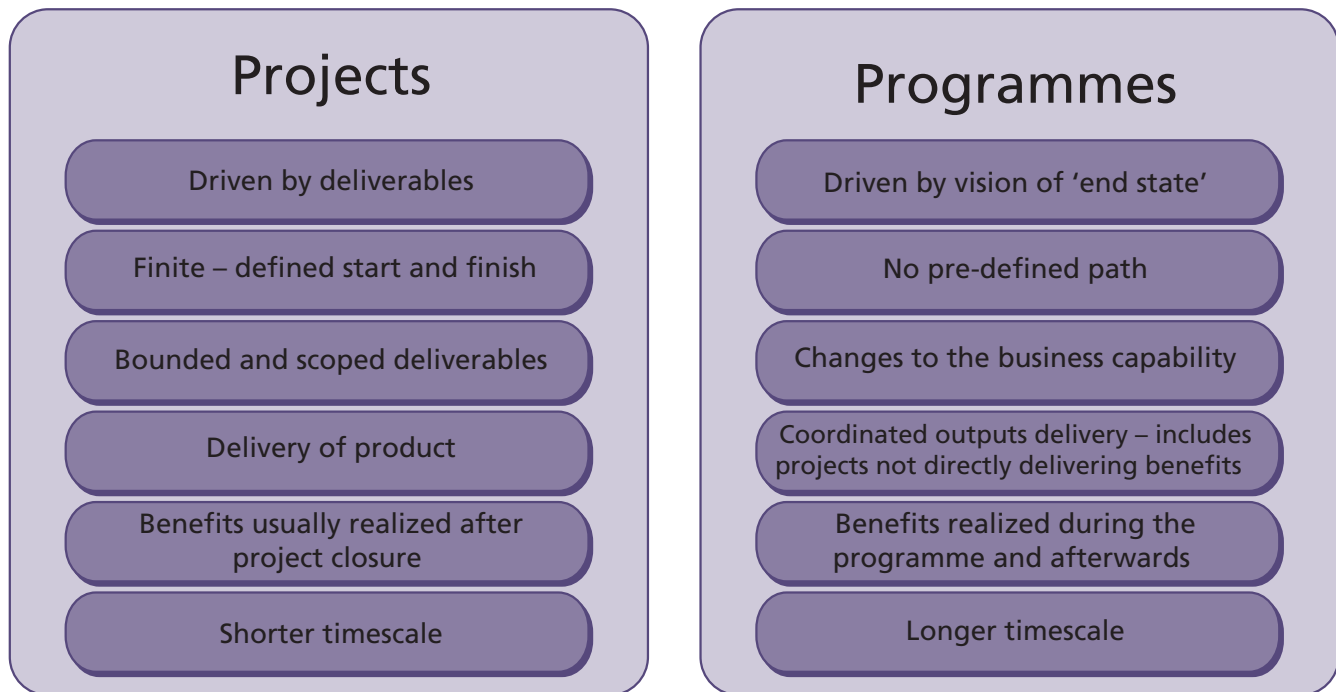 Projects
Driven by deliverables
Finite – defined start and finish
Bounded and scoped deliverables
Delivery of product
Benefits usually realized after
project closure
Shorter timescale
Programmes
Driven by vision of ‘end state’
No pre-defined path
Changes to the business capability
Coordinated outputs delivery – includes
projects not directly delivering benefits
Benefits realized during the
programme and afterwards
Longer timescale